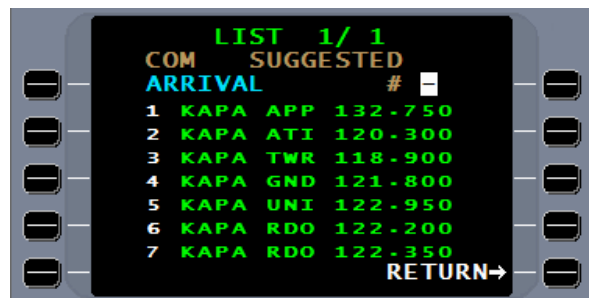 LIST 1/ 1
COM SUGGESTED
ARRIVAL # -
1 KAPA APP 132.750
2 KAPA ATI 120.300
3 KAPA TWR 118.900
4 KAPA GND 121.800
5 KAPA UNI 122.950
6 KAPA RDO 122.200
7 KAPA RDO 122.350
RETURN→